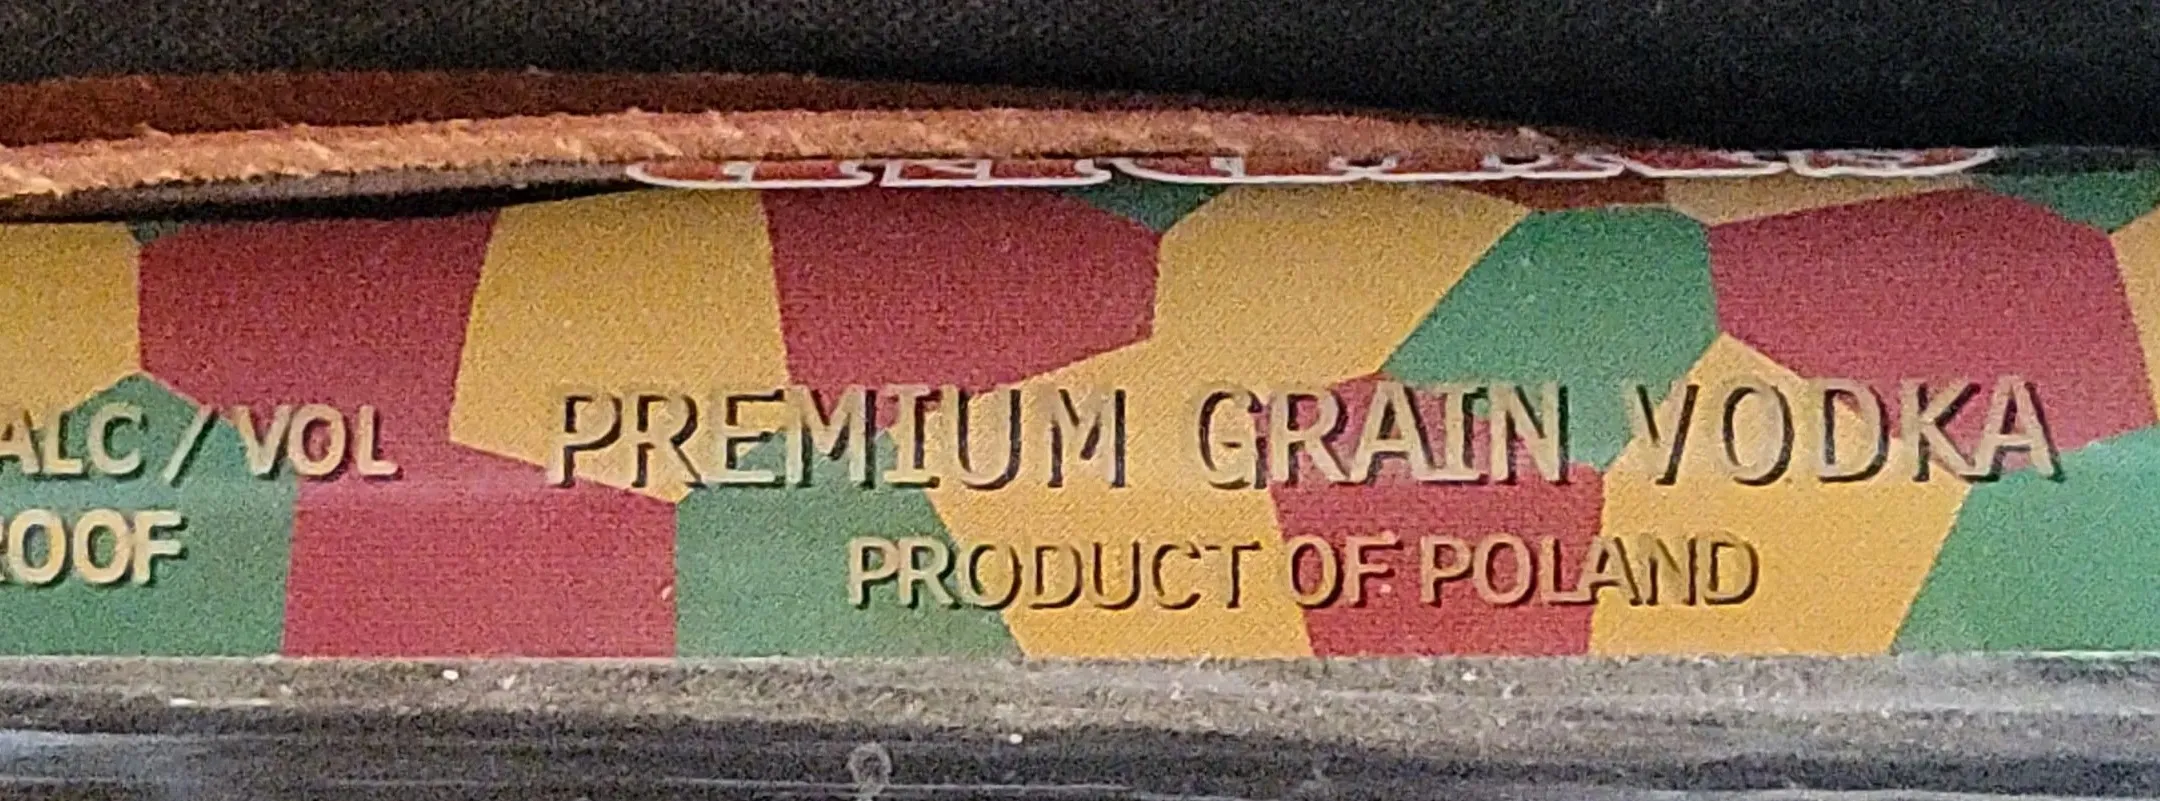 ALC / VOL
PREMIUM GRAIN VODKA
PRODUCT OF POLAND